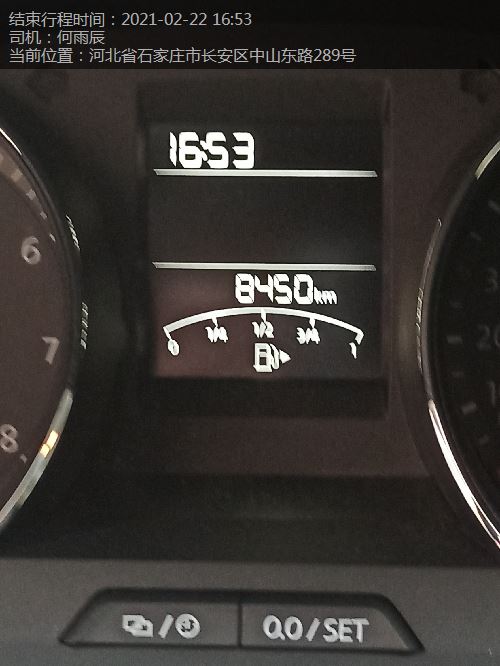 结束行程时间：2021-02-22 16:53
司机：何雨辰
当前位置：河北省石家庄市长安区中山东路289号
16:53
8450km
0 1/4 1/2 3/4 1
6
7
8
0.0/SET